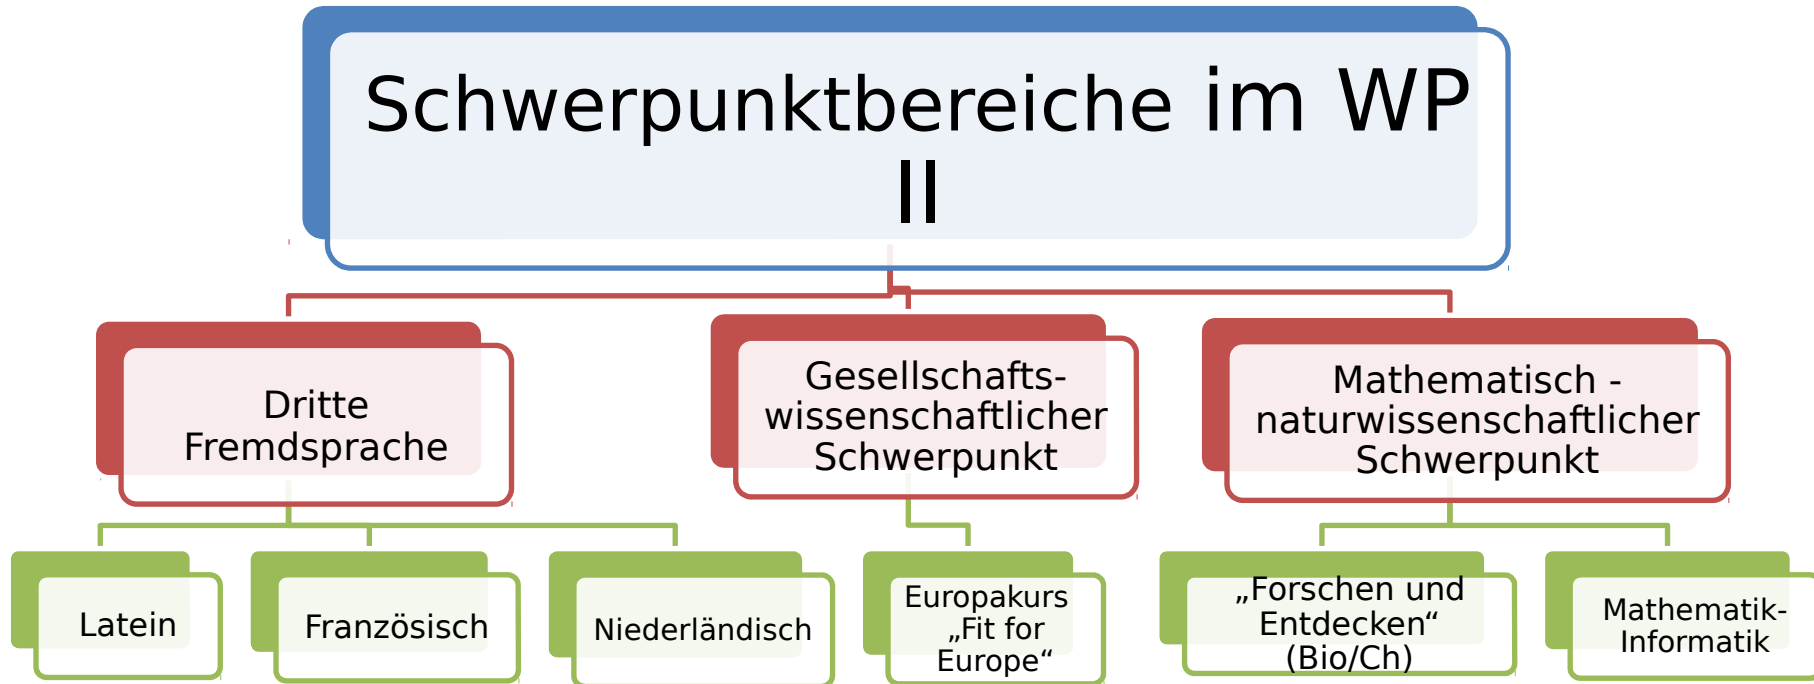 Schwerpunktbereiche im WP
II
Dritte
Fremdsprache
Gesellschafts-
wissenschaftlicher
Schwerpunkt
Mathematisch -
naturwissenschaftlicher
Schwerpunkt
Latein
Französisch
Niederländisch
Europakurs
„Fit for
Europe“
„Forschen und
Entdecken“
(Bio/Ch)
Mathematik-
Informatik